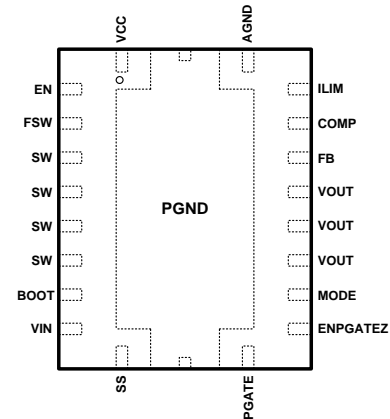 VCC
AGND
EN
ILIM
FSW
COMP
SW
FB
SW
VOUT
PGND
SW
VOUT
SW
VOUT
BOOT
MODE
VIN
ENPGATEZ
SS
PGATE